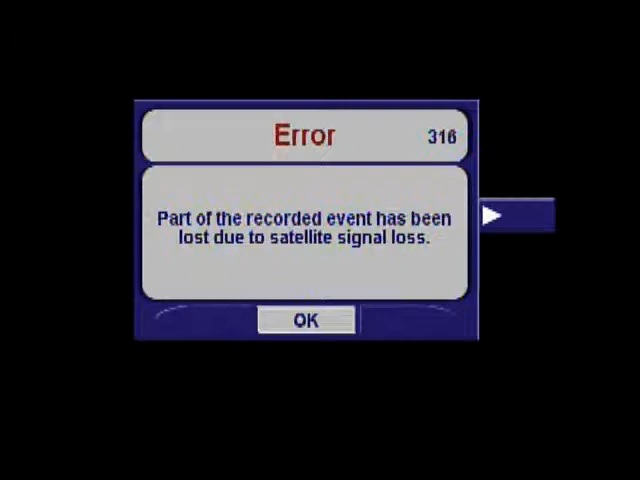 Error 316
Part of the recorded event has been
lost due to satellite signal loss.
OK